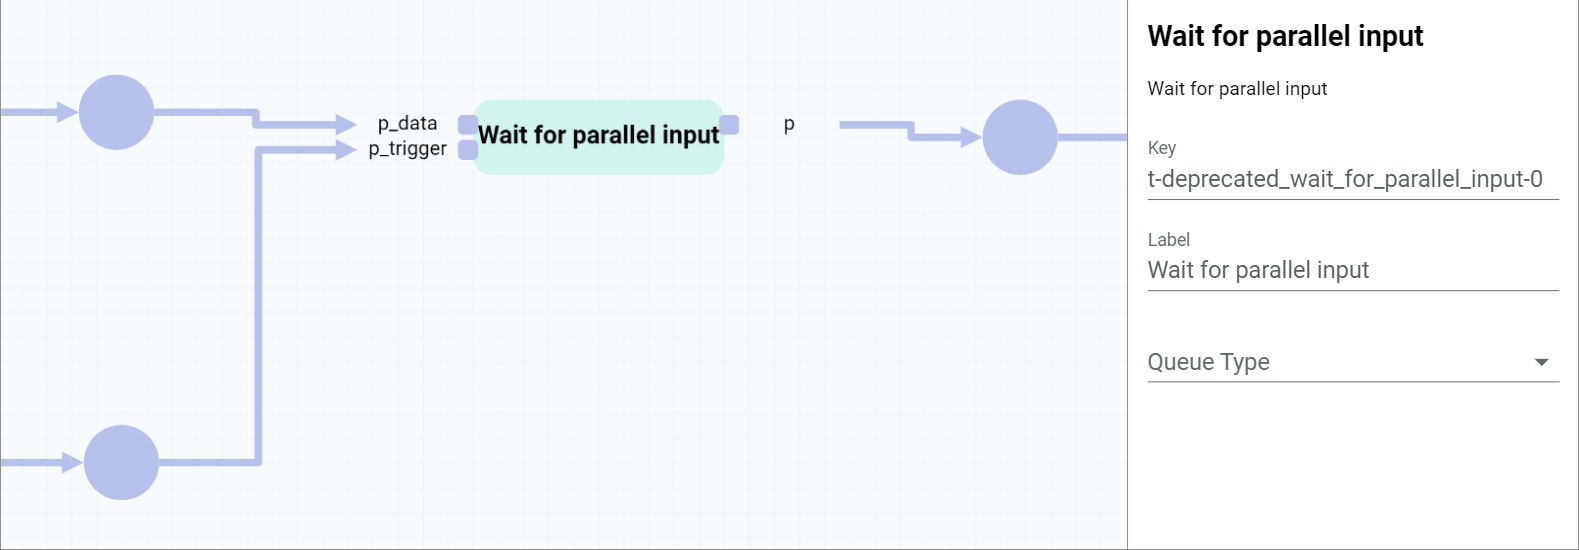 p_data
p_trigger
Wait for parallel input
p
Wait for parallel input
Wait for parallel input
Key
t-deprecated_wait_for_parallel_input-0
Label
Wait for parallel input
Queue Type